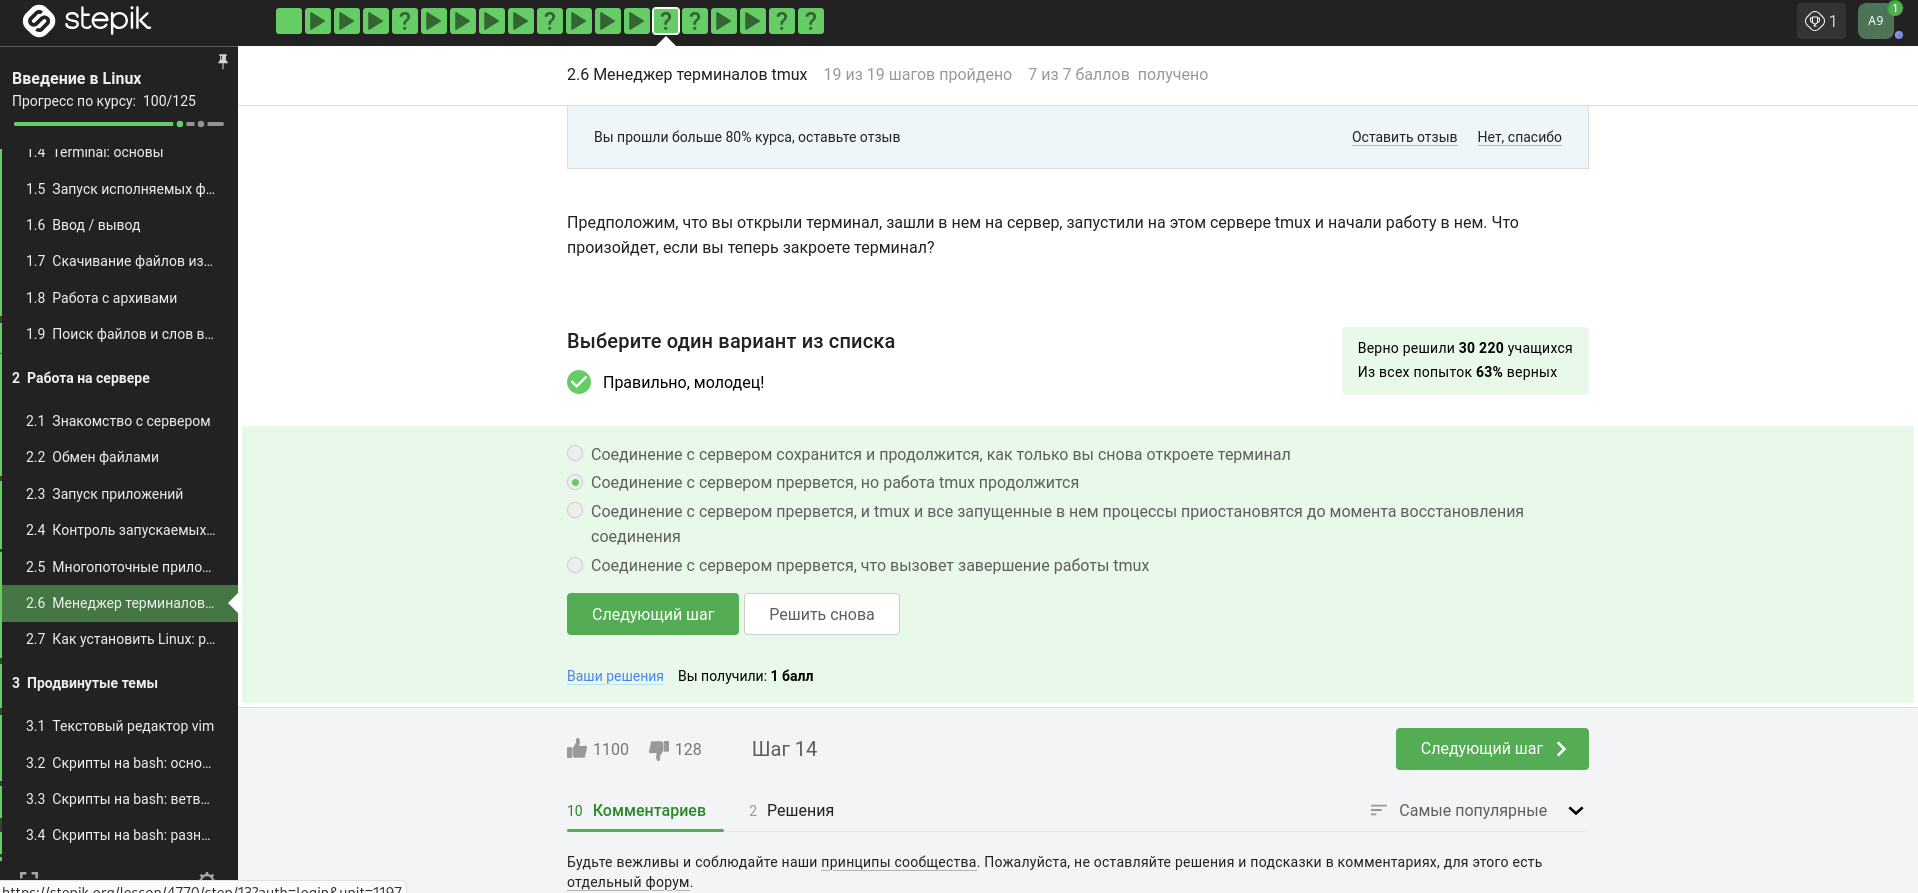 stepik
? ? ? ? ? ?
1
A9
1
Введение в Linux
Прогресс по курсу: 100/125
1.4 Terminal: основы
1.5 Запуск исполняемых ф...
1.6 Ввод / вывод
1.7 Скачивание файлов из...
1.8 Работа с архивами
1.9 Поиск файлов и слов в...
2 Работа на сервере
2.1 Знакомство с сервером
2.2 Обмен файлами
2.3 Запуск приложений
2.4 Контроль запускаемых...
2.5 Многопоточные прило...
2.6 Менеджер терминалов...
2.7 Как установить Linux: р...
3 Продвинутые темы
3.1 Текстовый редактор vim
3.2 Скрипты на bash: осно...
3.3 Скрипты на bash: ветв...
3.4 Скрипты на bash: разн...
https://stepik.org/lesson/4770/step/13?auth=login&unit=1197
2.6 Менеджер терминалов tmux 19 из 19 шагов пройдено 7 из 7 баллов получено
Вы прошли больше 80% курса, оставьте отзыв Оставить отзыв Нет, спасибо
Предположим, что вы открыли терминал, зашли в нем на сервер, запустили на этом сервере tmux и начали работу в нем. Что
произойдет, если вы теперь закроете терминал?
Выберите один вариант из списка
Правильно, молодец!
Верно решили 30 220 учащихся
Из всех попыток 63% верных
Соединение с сервером сохранится и продолжится, как только вы снова откроете терминал
Соединение с сервером прервется, но работа tmux продолжится
Соединение с сервером прервется, и tmux и все запущенные в нем процессы приостановятся до момента восстановления
соединения
Соединение с сервером прервется, что вызовет завершение работы tmux
Следующий шаг Решить снова
Ваши решения Вы получили: 1 балл
1100 128 Шаг 14 Следующий шаг
10 Комментариев 2 Решения Самые популярные
Будьте вежливы и соблюдайте наши принципы сообщества. Пожалуйста, не оставляйте решения и подсказки в комментариях, для этого есть
отдельный форум.